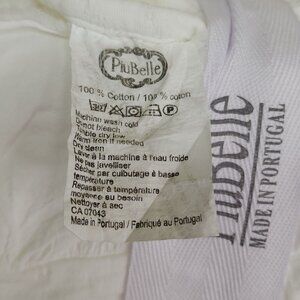 PiuBelle
100 % Cotton / 100 % coton
Machine wash cold
Do not bleach
Tumble dry low
Warm iron if needed
Dry clean
Laver à la machine à l'eau froide
Ne pas javelliser
Sécher par culbutage à basse
température
Repasser à température
moyenne au besoin
Nettoyer à sec
CA 07043
Made in Portugal / Fabriqué au Portugal
PiuBelle
MADE IN PORTUGAL